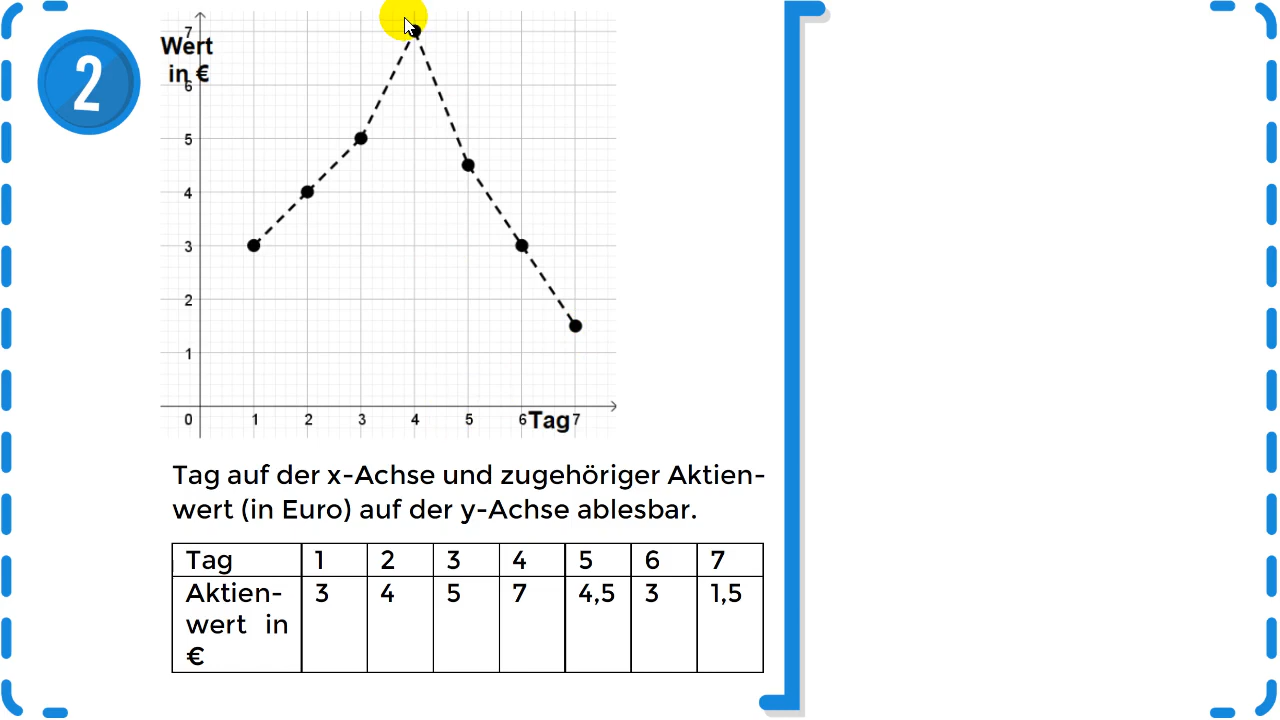 2
7
Wert
in €
6
5
4
3
2
1
0 1 2 3 4 5 6 Tag 7
Tag auf der x-Achse und zugehöriger Aktien-
wert (in Euro) auf der y-Achse ablesbar.
Tag 1 2 3 4 5 6 7
Aktien- 3 4 5 7 4,5 3 1,5
wert in
€